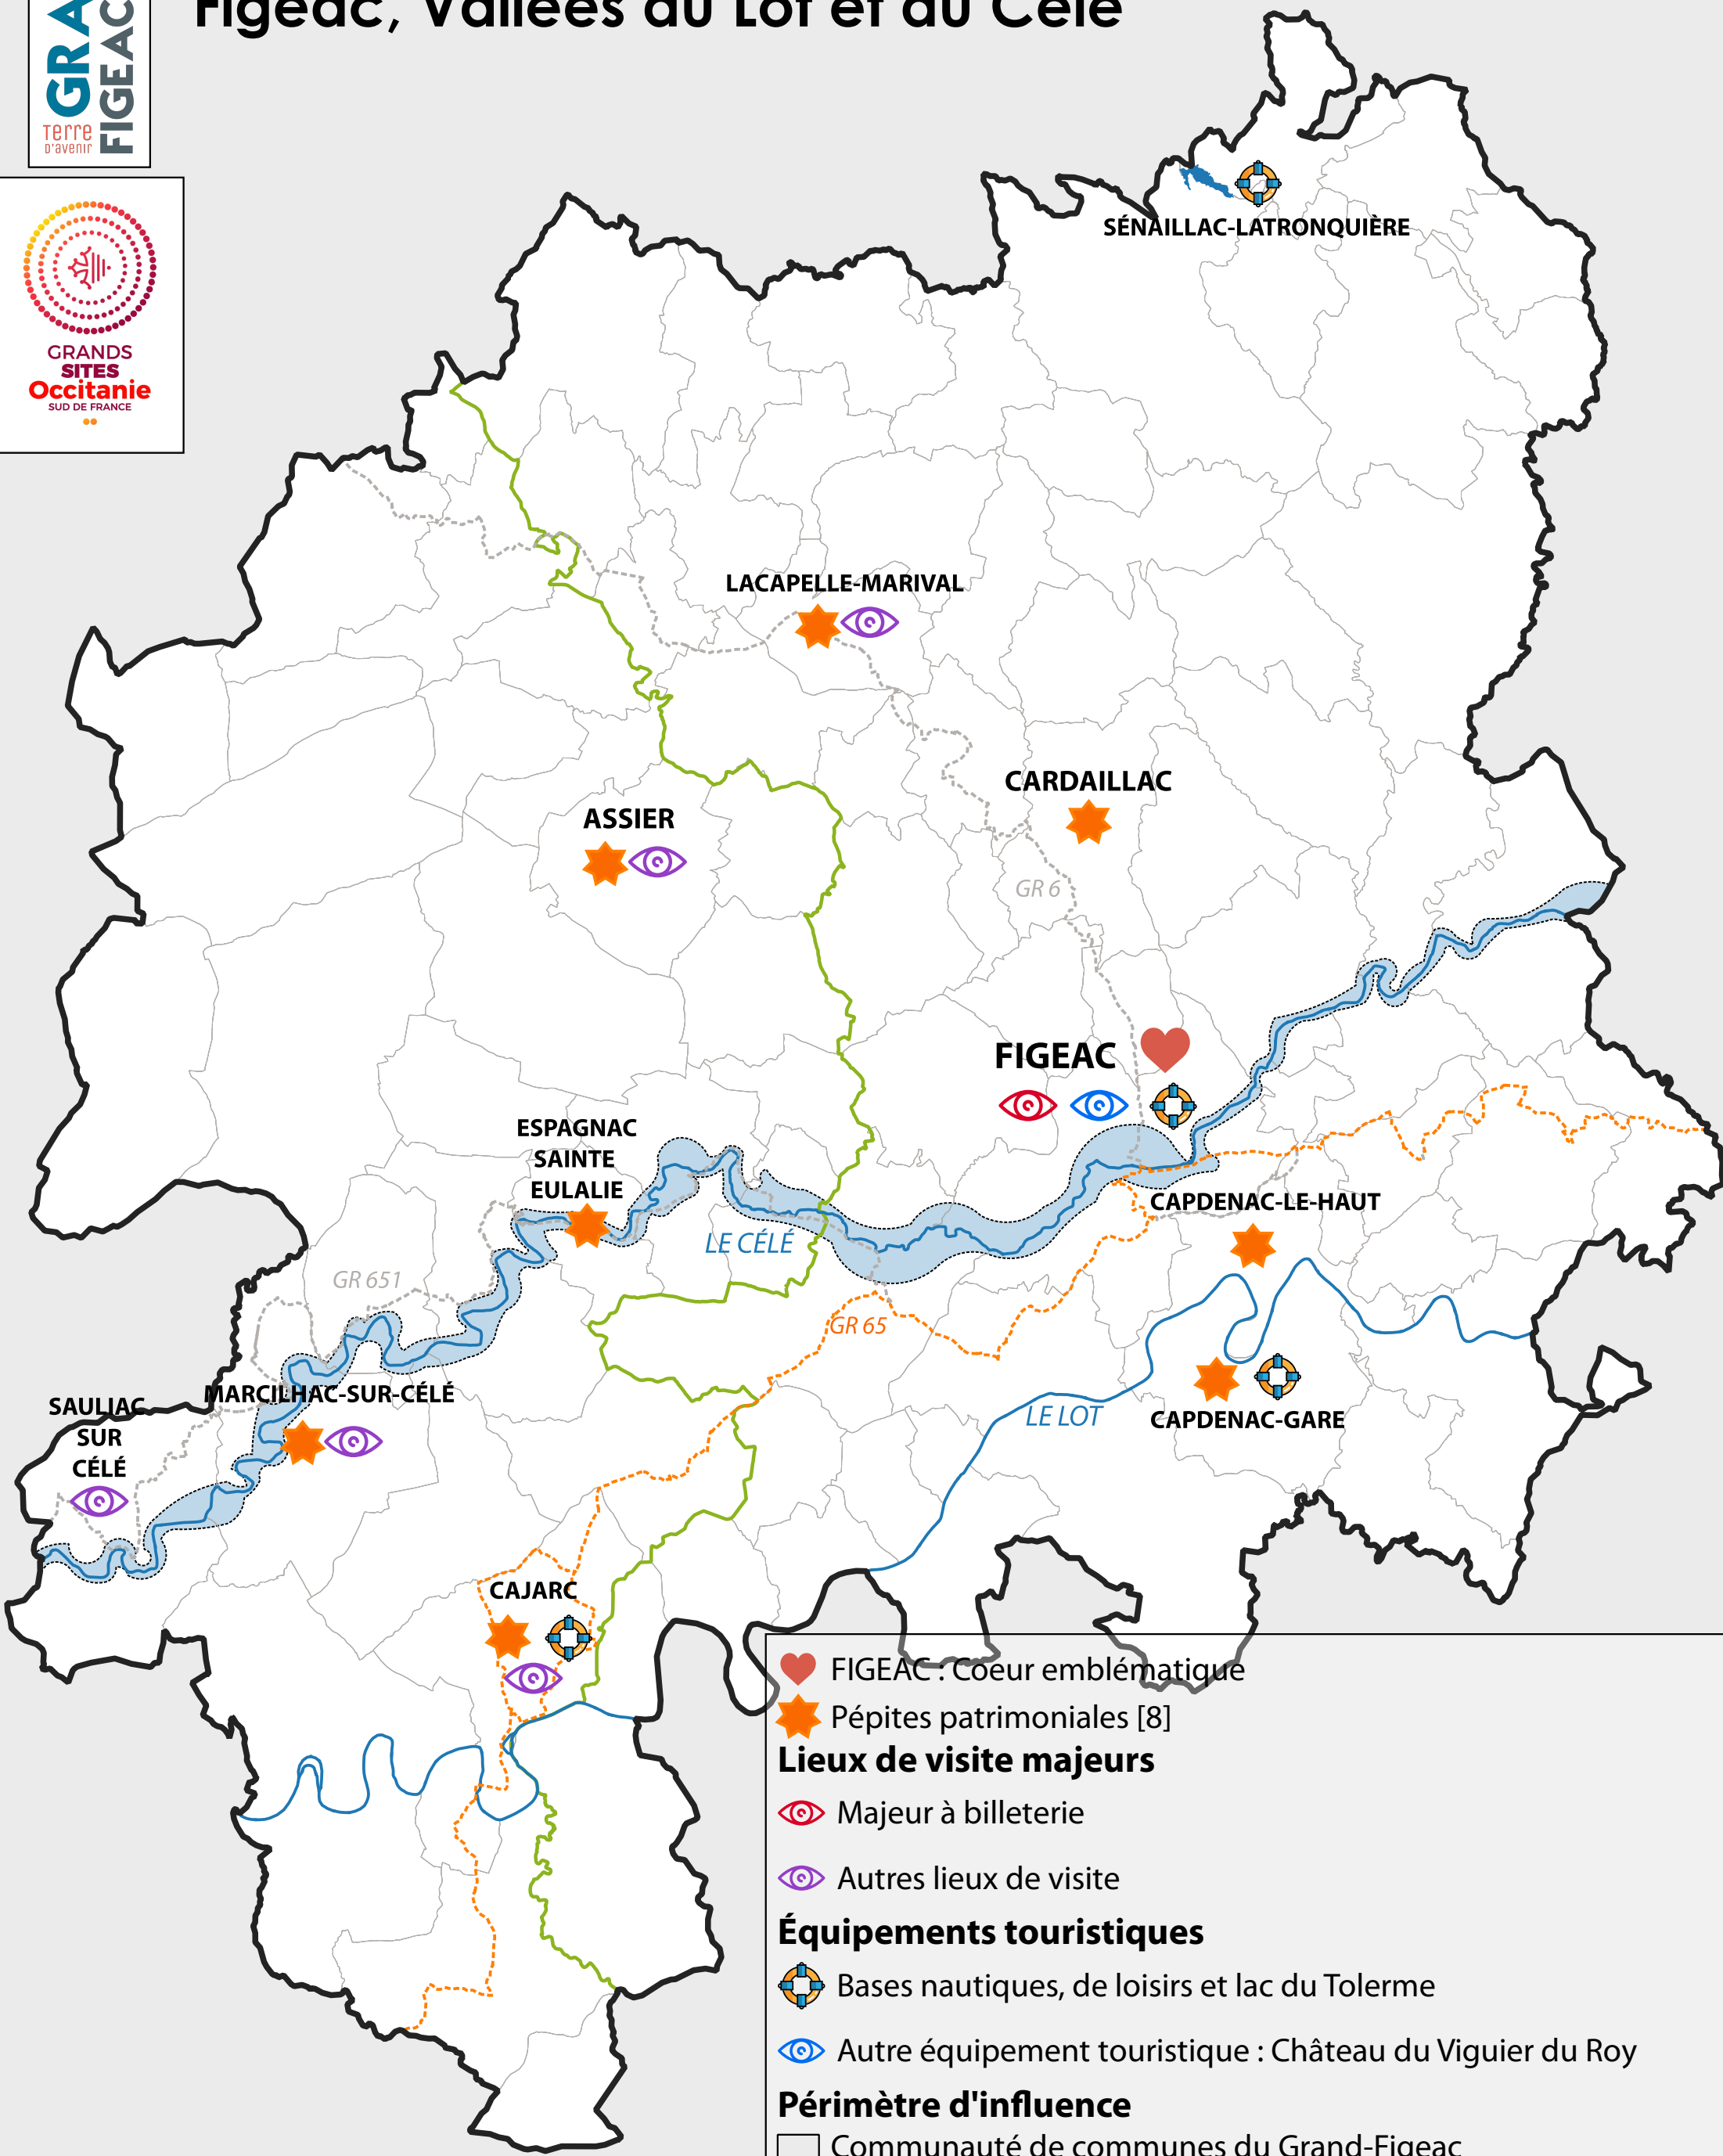 Figeac, Vallées du Lot et du Célé
GRA
FIGEAC
Terre
D'avenir
GRANDS
SITES
Occitanie
SUD DE FRANCE
SÉNAILLAC-LATRONQUIÈRE
LACAPELLE-MARIVAL
CARDAILLAC
ASSIER
GR 6
FIGEAC
ESPAGNAC
SAINTE
EULALIE
CAPDENAC-LE-HAUT
LE CÉLÉ
GR 651
GR 65
MARCILHAC-SUR-CÉLÉ
SAULIAC
SUR
CÉLÉ
LE LOT
CAPDENAC-GARE
CAJARC
FIGEAC : Coeur emblématique
Pépites patrimoniales [8]
Lieux de visite majeurs
Majeur à billeterie
Autres lieux de visite
Équipements touristiques
Bases nautiques, de loisirs et lac du Tolerme
Autre équipement touristique : Château du Viguier du Roy
Périmètre d'influence
Communauté de communes du Grand-Figeac